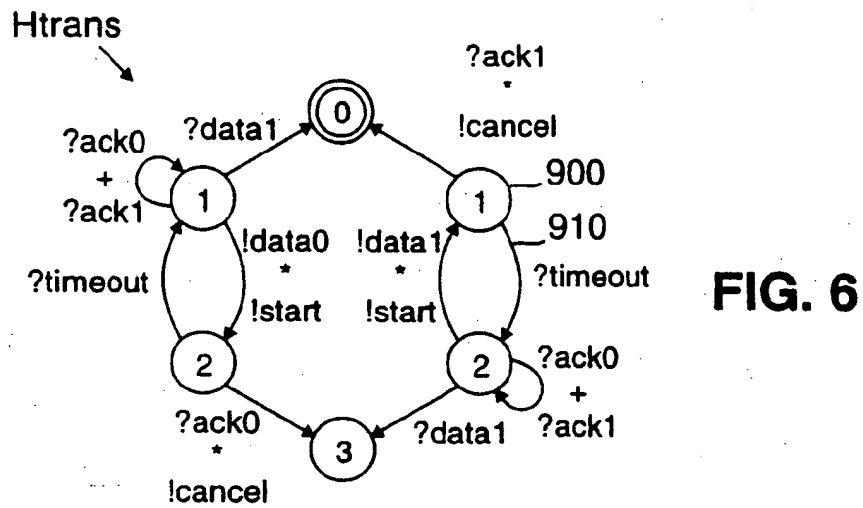 Htrans
?ack1
*
!cancel
0
?data1
?ack0
+
?ack1
1
1
900
910
!data0
*
!start
!data1
*
!start
?timeout
?timeout
FIG. 6
2
2
?ack0
+
?ack1
?ack0
*
!cancel
3
?data1